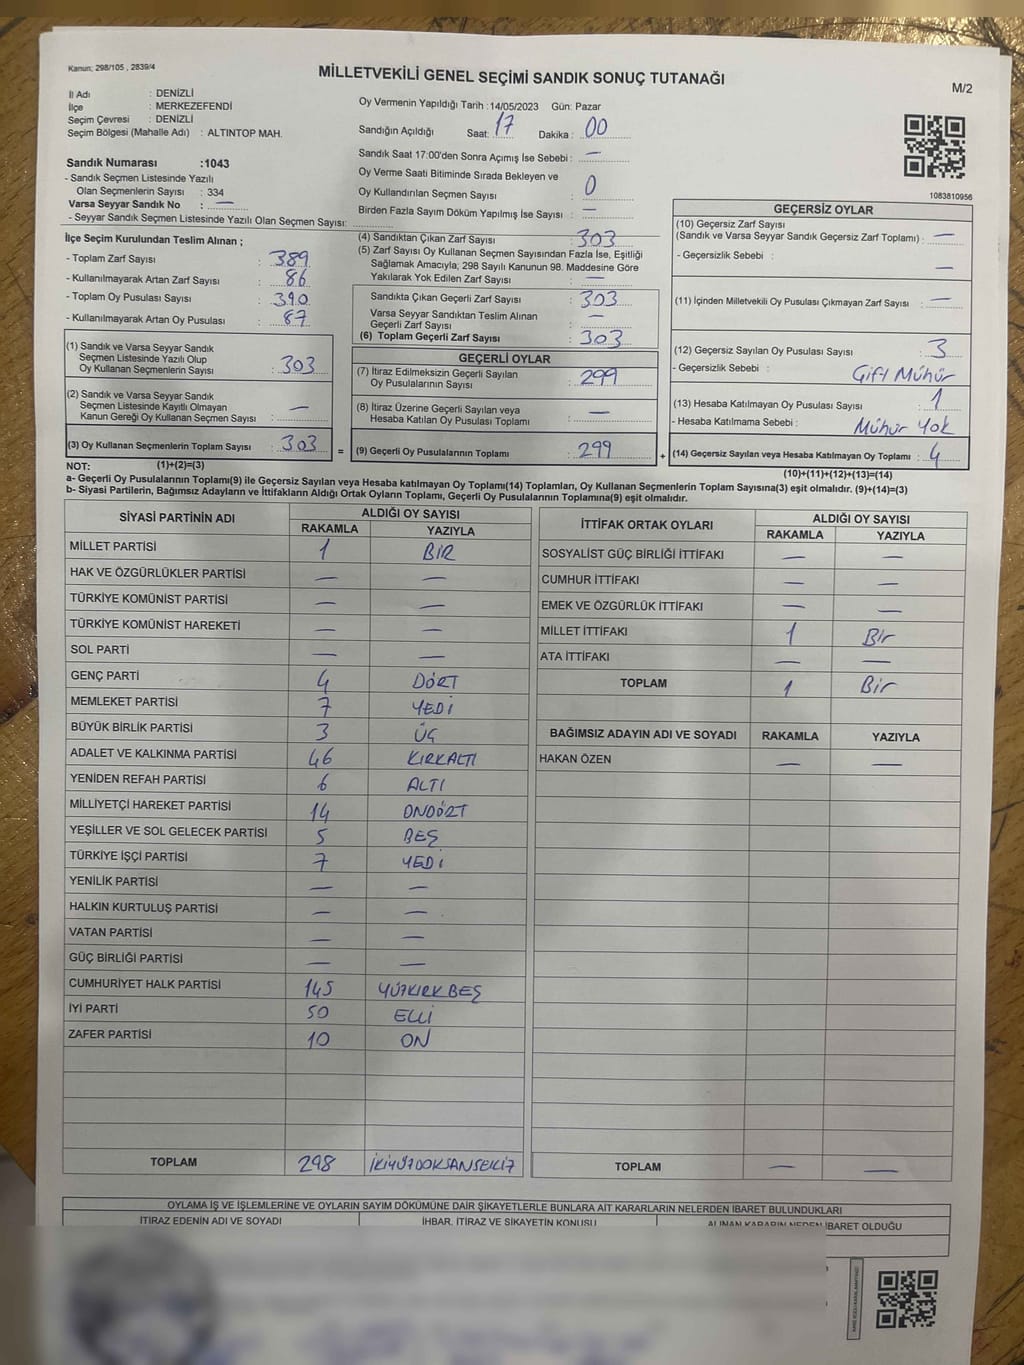 Kanun; 298/105 , 2839/4
MİLLETVEKİLİ GENEL SEÇİMİ SANDIK SONUÇ TUTANAĞI
M/2
İl Adı : DENİZLİ
İlçe : MERKEZEFENDİ
Seçim Çevresi : DENİZLİ
Seçim Bölgesi (Mahalle Adı) : ALTINTOP MAH.
Oy Vermenin Yapıldığı Tarih :14/05/2023 Gün: Pazar
Sandığın Açıldığı Saat: 17 Dakika : 00
Sandık Saat 17:00'den Sonra Açımış İse Sebebi : —
Oy Verme Saati Bitiminde Sırada Bekleyen ve
Oy Kullandırılan Seçmen Sayısı : 0
Birden Fazla Sayım Döküm Yapılmış İse Sayısı : —
Sandık Numarası :1043
- Sandık Seçmen Listesinde Yazılı
Olan Seçmenlerin Sayısı : 334
Varsa Seyyar Sandık No : —
- Seyyar Sandık Seçmen Listesinde Yazılı Olan Seçmen Sayısı:
1083810956
İlçe Seçim Kurulundan Teslim Alınan ;
- Toplam Zarf Sayısı : 389
- Kullanılmayarak Artan Zarf Sayısı : 86
- Toplam Oy Pusulası Sayısı : 390
- Kullanılmayarak Artan Oy Pusulası : 87
(1) Sandık ve Varsa Seyyar Sandık
Seçmen Listesinde Yazılı Olup
Oy Kullanan Seçmenlerin Sayısı : 303
(2) Sandık ve Varsa Seyyar Sandık
Seçmen Listesinde Kayıtlı Olmayan
Kanun Gereği Oy Kullanan Seçmen Sayısı : —
(3) Oy Kullanan Seçmenlerin Toplam Sayısı : 303
(4) Sandıktan Çıkan Zarf Sayısı : 303
(5) Zarf Sayısı Oy Kullanan Seçmen Sayısından Fazla İse, Eşitliği
Sağlamak Amacıyla; 298 Sayılı Kanunun 98. Maddesine Göre
Yakılarak Yok Edilen Zarf Sayısı : —
Sandıkta Çıkan Geçerli Zarf Sayısı : 303
Varsa Seyyar Sandıktan Teslim Alınan
Geçerli Zarf Sayısı : —
(6) Toplam Geçerli Zarf Sayısı : 303
GEÇERLİ OYLAR
(7) İtiraz Edilmeksizin Geçerli Sayılan
Oy Pusulalarının Sayısı : 299
(8) İtiraz Üzerine Geçerli Sayılan veya
Hesaba Katılan Oy Pusulası Toplamı : —
= (9) Geçerli Oy Pusulalarının Toplamı : 299
GEÇERSİZ OYLAR
(10) Geçersiz Zarf Sayısı
(Sandık ve Varsa Seyyar Sandık Geçersiz Zarf Toplamı) : —
- Geçersizlik Sebebi : —
(11) İçinden Milletvekili Oy Pusulası Çıkmayan Zarf Sayısı : —
(12) Geçersiz Sayılan Oy Pusulası Sayısı : 3
- Geçersizlik Sebebi : Çift Mühür
(13) Hesaba Katılmayan Oy Pusulası Sayısı : 1
- Hesaba Katılmama Sebebi : Mühür Yok
+ (14) Geçersiz Sayılan veya Hesaba Katılmayan Oy Toplamı : 4
NOT: (1)+(2)=(3)
(10)+(11)+(12)+(13)=(14)
a- Geçerli Oy Pusulalarının Toplamı(9) ile Geçersiz Sayılan veya Hesaba Katılmayan Oy Toplamı(14) Toplamları, Oy Kullanan Seçmenlerin Toplam Sayısına(3) eşit olmalıdır. (9)+(14)=(3)
b- Siyasi Partilerin, Bağımsız Adayların ve İttifakların Aldığı Ortak Oyların Toplamı, Geçerli Oy Pusulalarının Toplamına(9) eşit olmalıdır.
SİYASİ PARTİNİN ADI ALDIĞI OY SAYISI
RAKAMLA YAZIYLA
MİLLET PARTİSİ 1 BİR
HAK VE ÖZGÜRLÜKLER PARTİSİ — —
TÜRKİYE KOMÜNİST PARTİSİ — —
TÜRKİYE KOMÜNİST HAREKETİ — —
SOL PARTİ — —
GENÇ PARTİ 4 DÖRT
MEMLEKET PARTİSİ 7 YEDİ
BÜYÜK BİRLİK PARTİSİ 3 ÜÇ
ADALET VE KALKINMA PARTİSİ 46 KIRKALTI
YENİDEN REFAH PARTİSİ 6 ALTI
MİLLİYETÇİ HAREKET PARTİSİ 14 ONDÖRT
YEŞİLLER VE SOL GELECEK PARTİSİ 5 BEŞ
TÜRKİYE İŞÇİ PARTİSİ 7 YEDİ
YENİLİK PARTİSİ — —
HALKIN KURTULUŞ PARTİSİ — —
VATAN PARTİSİ — —
GÜÇ BİRLİĞİ PARTİSİ — —
CUMHURİYET HALK PARTİSİ 145 YÜZKIRK BEŞ
İYİ PARTİ 50 ELLİ
ZAFER PARTİSİ 10 ON
TOPLAM 298 İKİYÜZDOKSANSEKİZ
İTTİFAK ORTAK OYLARI ALDIĞI OY SAYISI
RAKAMLA YAZIYLA
SOSYALİST GÜÇ BİRLİĞİ İTTİFAKI — —
CUMHUR İTTİFAKI — —
EMEK VE ÖZGÜRLÜK İTTİFAKI — —
MİLLET İTTİFAKI 1 Bir
ATA İTTİFAKI — —
TOPLAM 1 Bir
BAĞIMSIZ ADAYIN ADI VE SOYADI RAKAMLA YAZIYLA
HAKAN ÖZEN — —
TOPLAM — —
OYLAMA İŞ VE İŞLEMLERİNE VE OYLARIN SAYIM DÖKÜMÜNE DAİR ŞİKAYETLERLE BUNLARA AİT KARARLARIN NELERDEN İBARET BULUNDUKLARI
İTİRAZ EDENİN ADI VE SOYADI İHBAR, İTİRAZ VE ŞİKAYETİN KONUSU ALINAN KARARIN NEDEN İBARET OLDUĞU